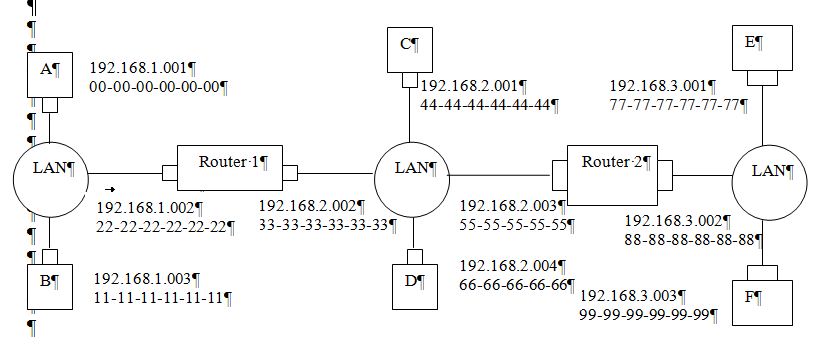 A¶
192.168.1.001¶
00-00-00-00-00-00¶
C¶
192.168.2.001¶
44-44-44-44-44-44¶
E¶
192.168.3.001¶
77-77-77-77-77-77¶
LAN¶
Router·1¶
LAN¶
Router·2¶
LAN¶
192.168.1.002¶
22-22-22-22-22-22¶
192.168.2.002¶
33-33-33-33-33-33¶
192.168.2.003¶
55-55-55-55-55¶
192.168.3.002¶
88-88-88-88-88-88¶
B¶
192.168.1.003¶
11-11-11-11-11-11¶
D¶
192.168.2.004¶
66-66-66-66-66¶
192.168.3.003¶
99-99-99-99-99-99¶
F¶